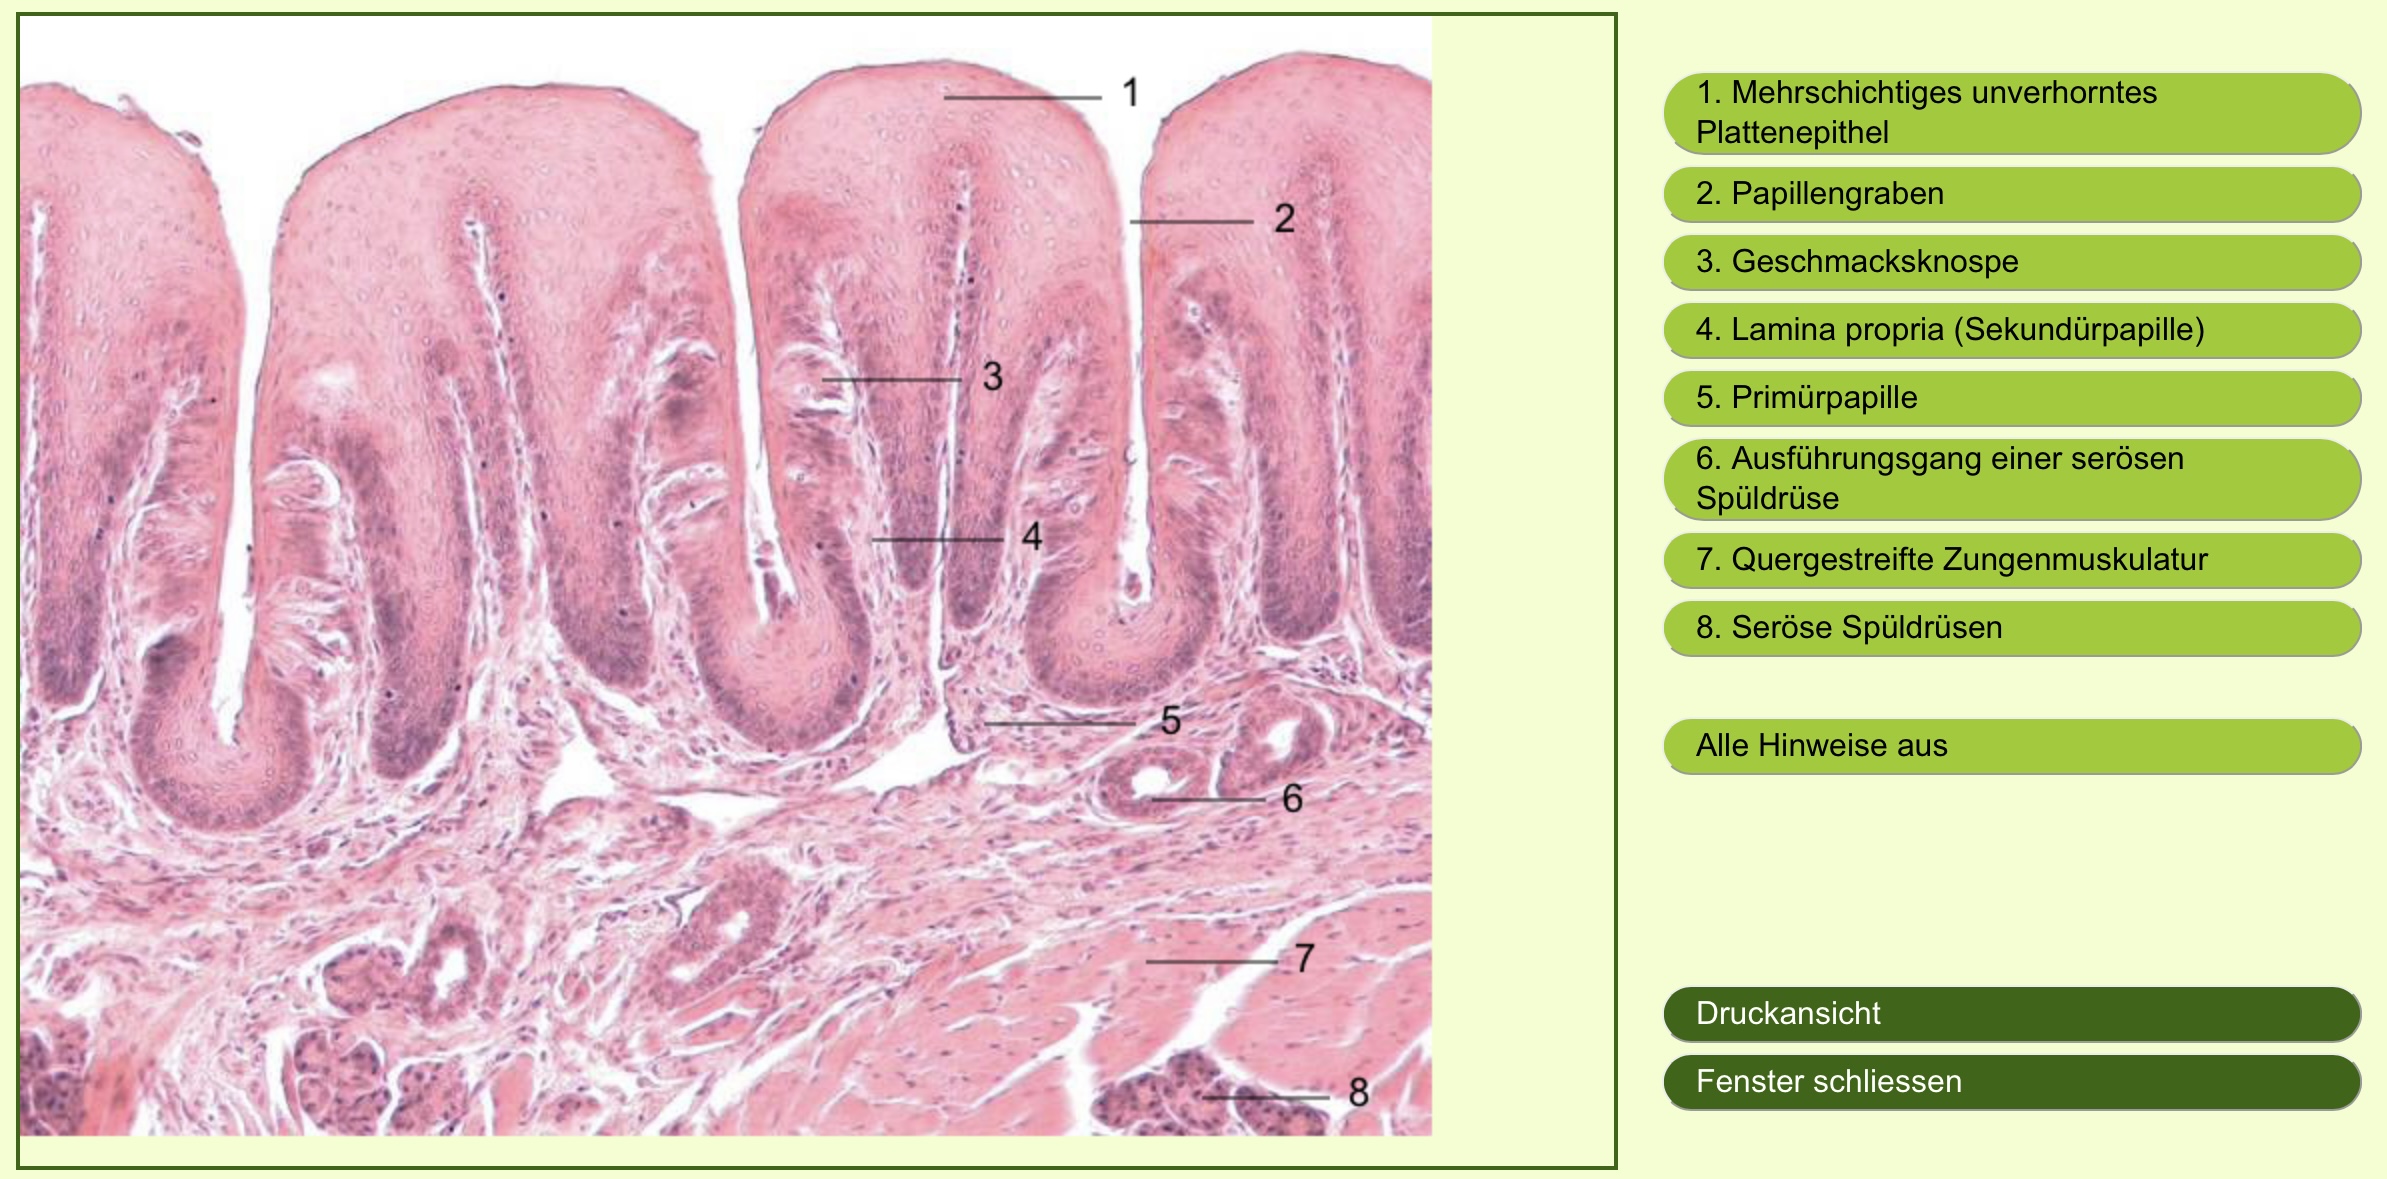 1
2
3
4
5
6
7
8
1. Mehrschichtiges unverhorntes
Plattenepithel
2. Papillengraben
3. Geschmacksknospe
4. Lamina propria (Sekundürpapille)
5. Primürpapille
6. Ausführungsgang einer serösen
Spüldrüse
7. Quergestreifte Zungenmuskulatur
8. Seröse Spüldrüsen
Alle Hinweise aus
Druckansicht
Fenster schliessen